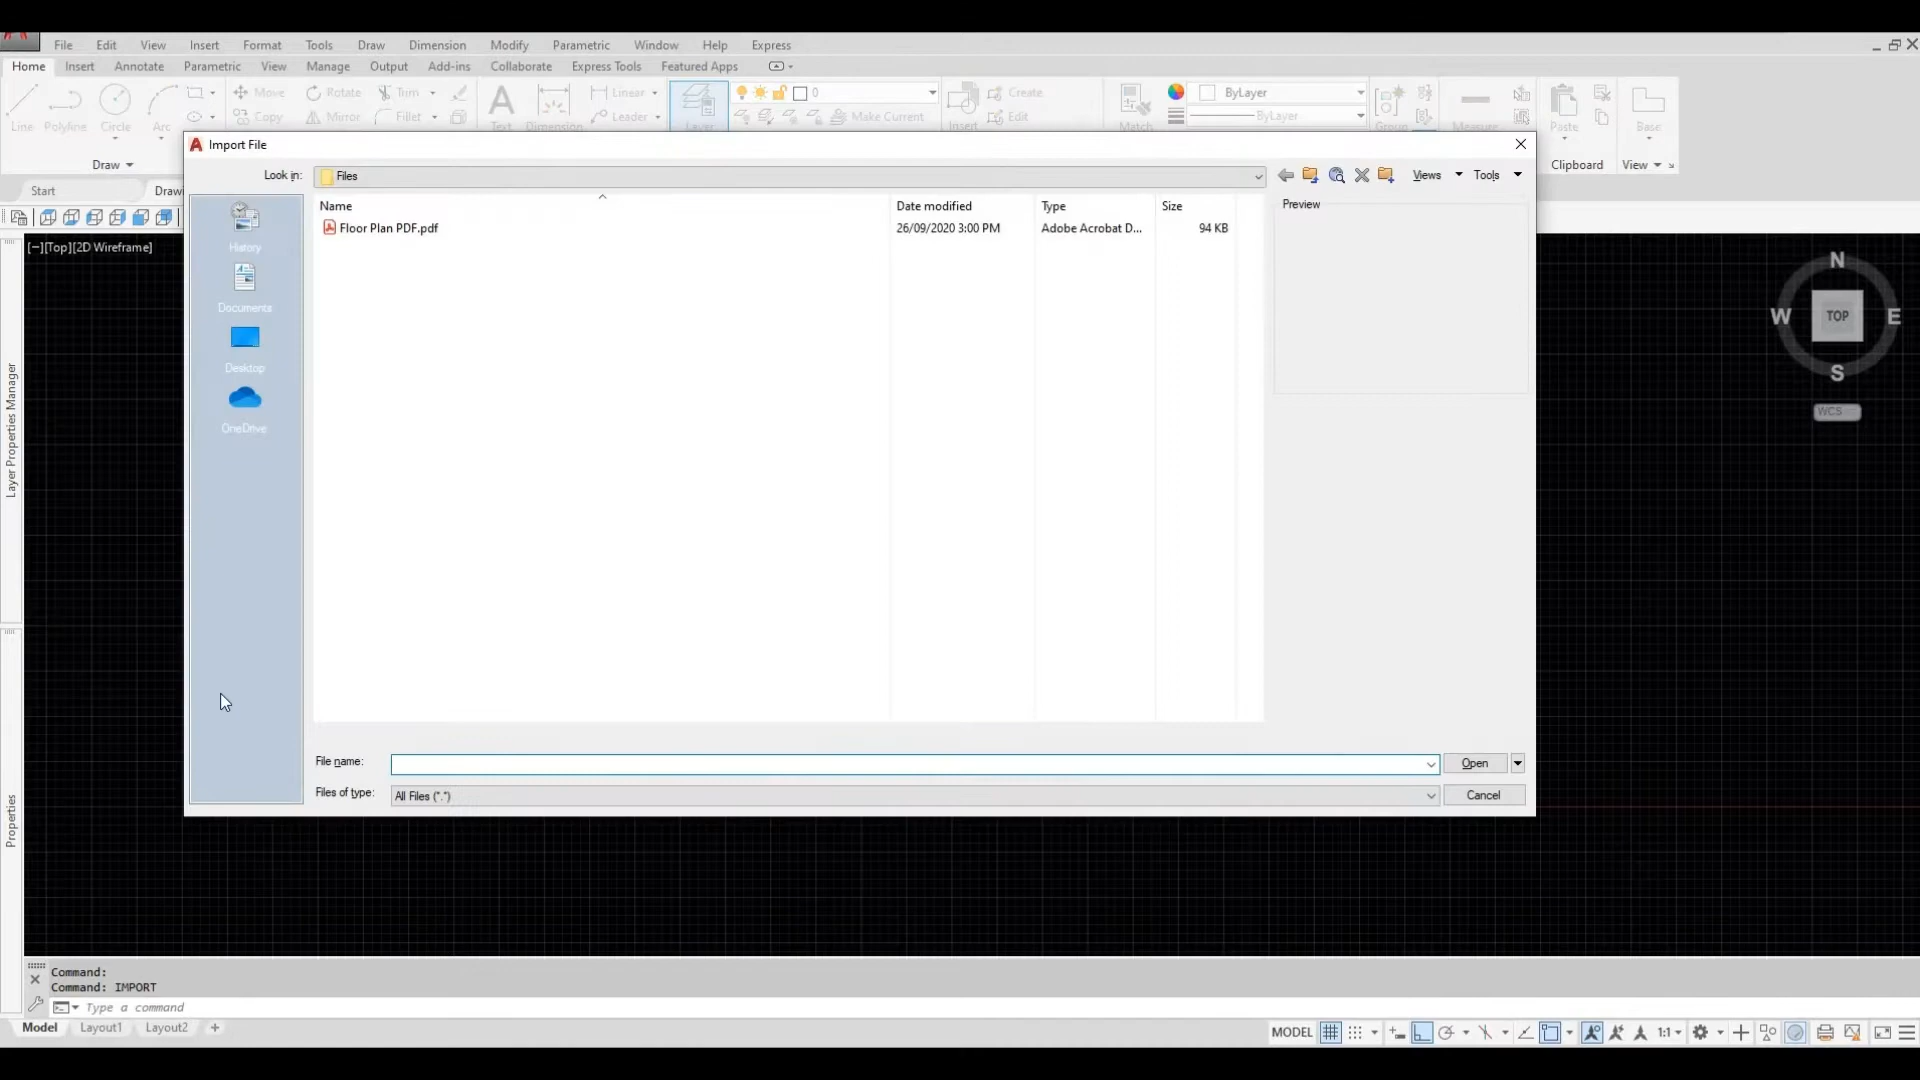 File Edit View Insert Format Tools Draw Dimension Modify Parametric Window Help Express
Home Insert Annotate Parametric View Manage Output Add-ins Collaborate Express Tools Featured Apps
Move Rotate Trim Linear 0 Create ByLayer
Line Polyline Circle Arc Copy Mirror Fillet Text Dimension Leader Layer Make Current Insert Edit Match ByLayer Group Measure Paste Base
Draw Clipboard View
Import File
Look in: Files Views Tools
Start Drawi
Name Date modified Type Size Preview
Floor Plan PDF.pdf 26/09/2020 3:00 PM Adobe Acrobat D... 94 KB
History
Documents
Desktop
OneDrive
[−][Top][2D Wireframe]
N
W TOP E
S
WCS
Layer Properties Manager
Properties
File name: Open
Files of type: All Files (*.*) Cancel
Command:
Command: IMPORT
Type a command
Model Layout1 Layout2 +
MODEL 1:1